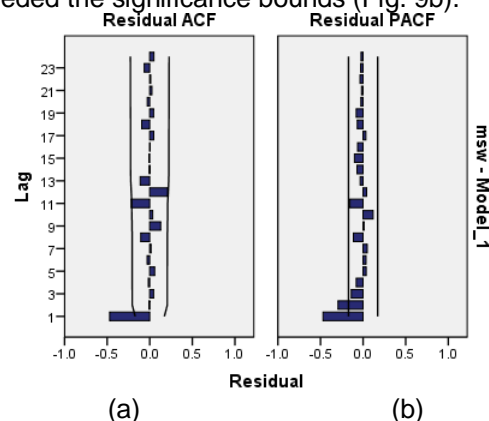 eded the significance bounds (Fig. 9b).
Residual ACF Residual PACF
Lag
23
21
19
17
15
13
11
9
7
5
3
1
-1.0 -0.5 0.0 0.5 1.0 -1.0 -0.5 0.0 0.5 1.0
Residual
msw - Model_1
(a) (b)